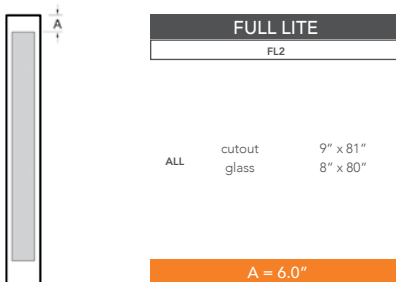 A
FULL LITE
FL2
ALL
cutout 9" x 81"
glass 8" x 80"
A = 6.0"